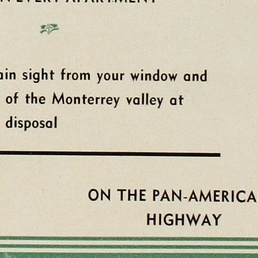 N EVERY APARTMENT
ain sight from your window and
of the Monterrey valley at
disposal
ON THE PAN-AMERICA
HIGHWAY